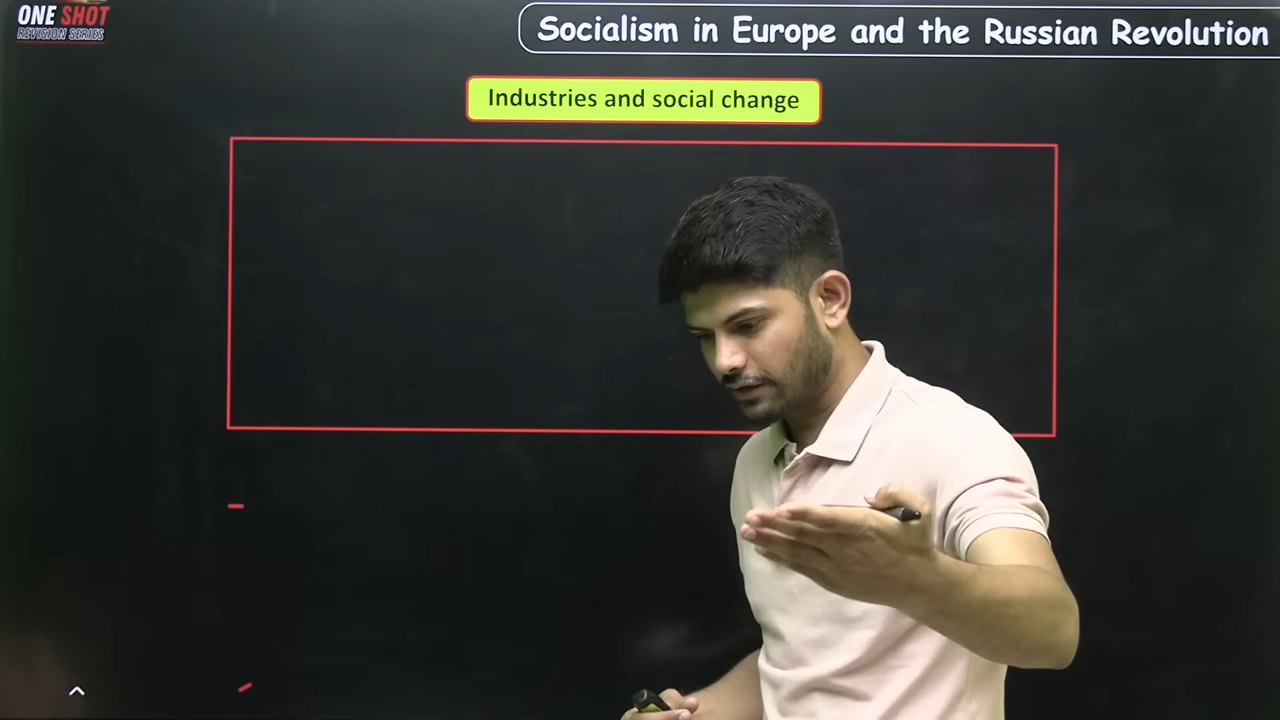 ONE SHOT
REVISION SERIES
Socialism in Europe and the Russian Revolution
Industries and social change